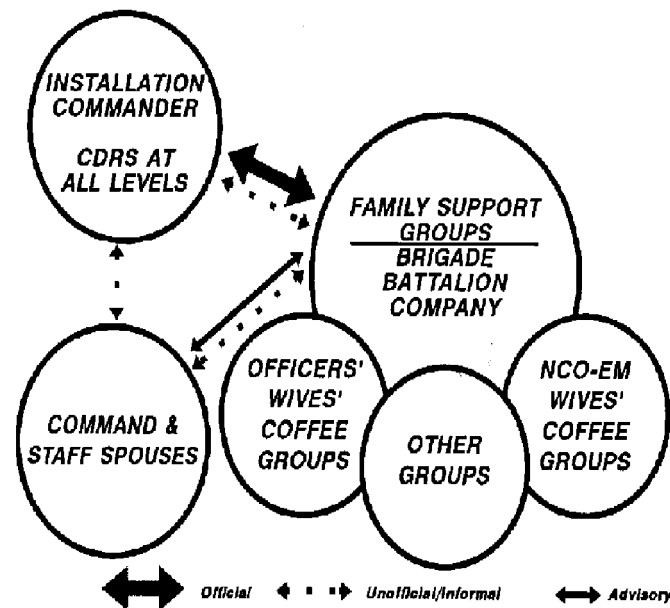 INSTALLATION
COMMANDER
CDRS AT
ALL LEVELS
FAMILY SUPPORT
GROUPS
BRIGADE
BATTALION
COMPANY
OFFICERS'
WIVES'
COFFEE
GROUPS
NCO-EM
WIVES'
COFFEE
GROUPS
COMMAND &
STAFF SPOUSES
OTHER
GROUPS
Official Unofficial/Informal Advisory